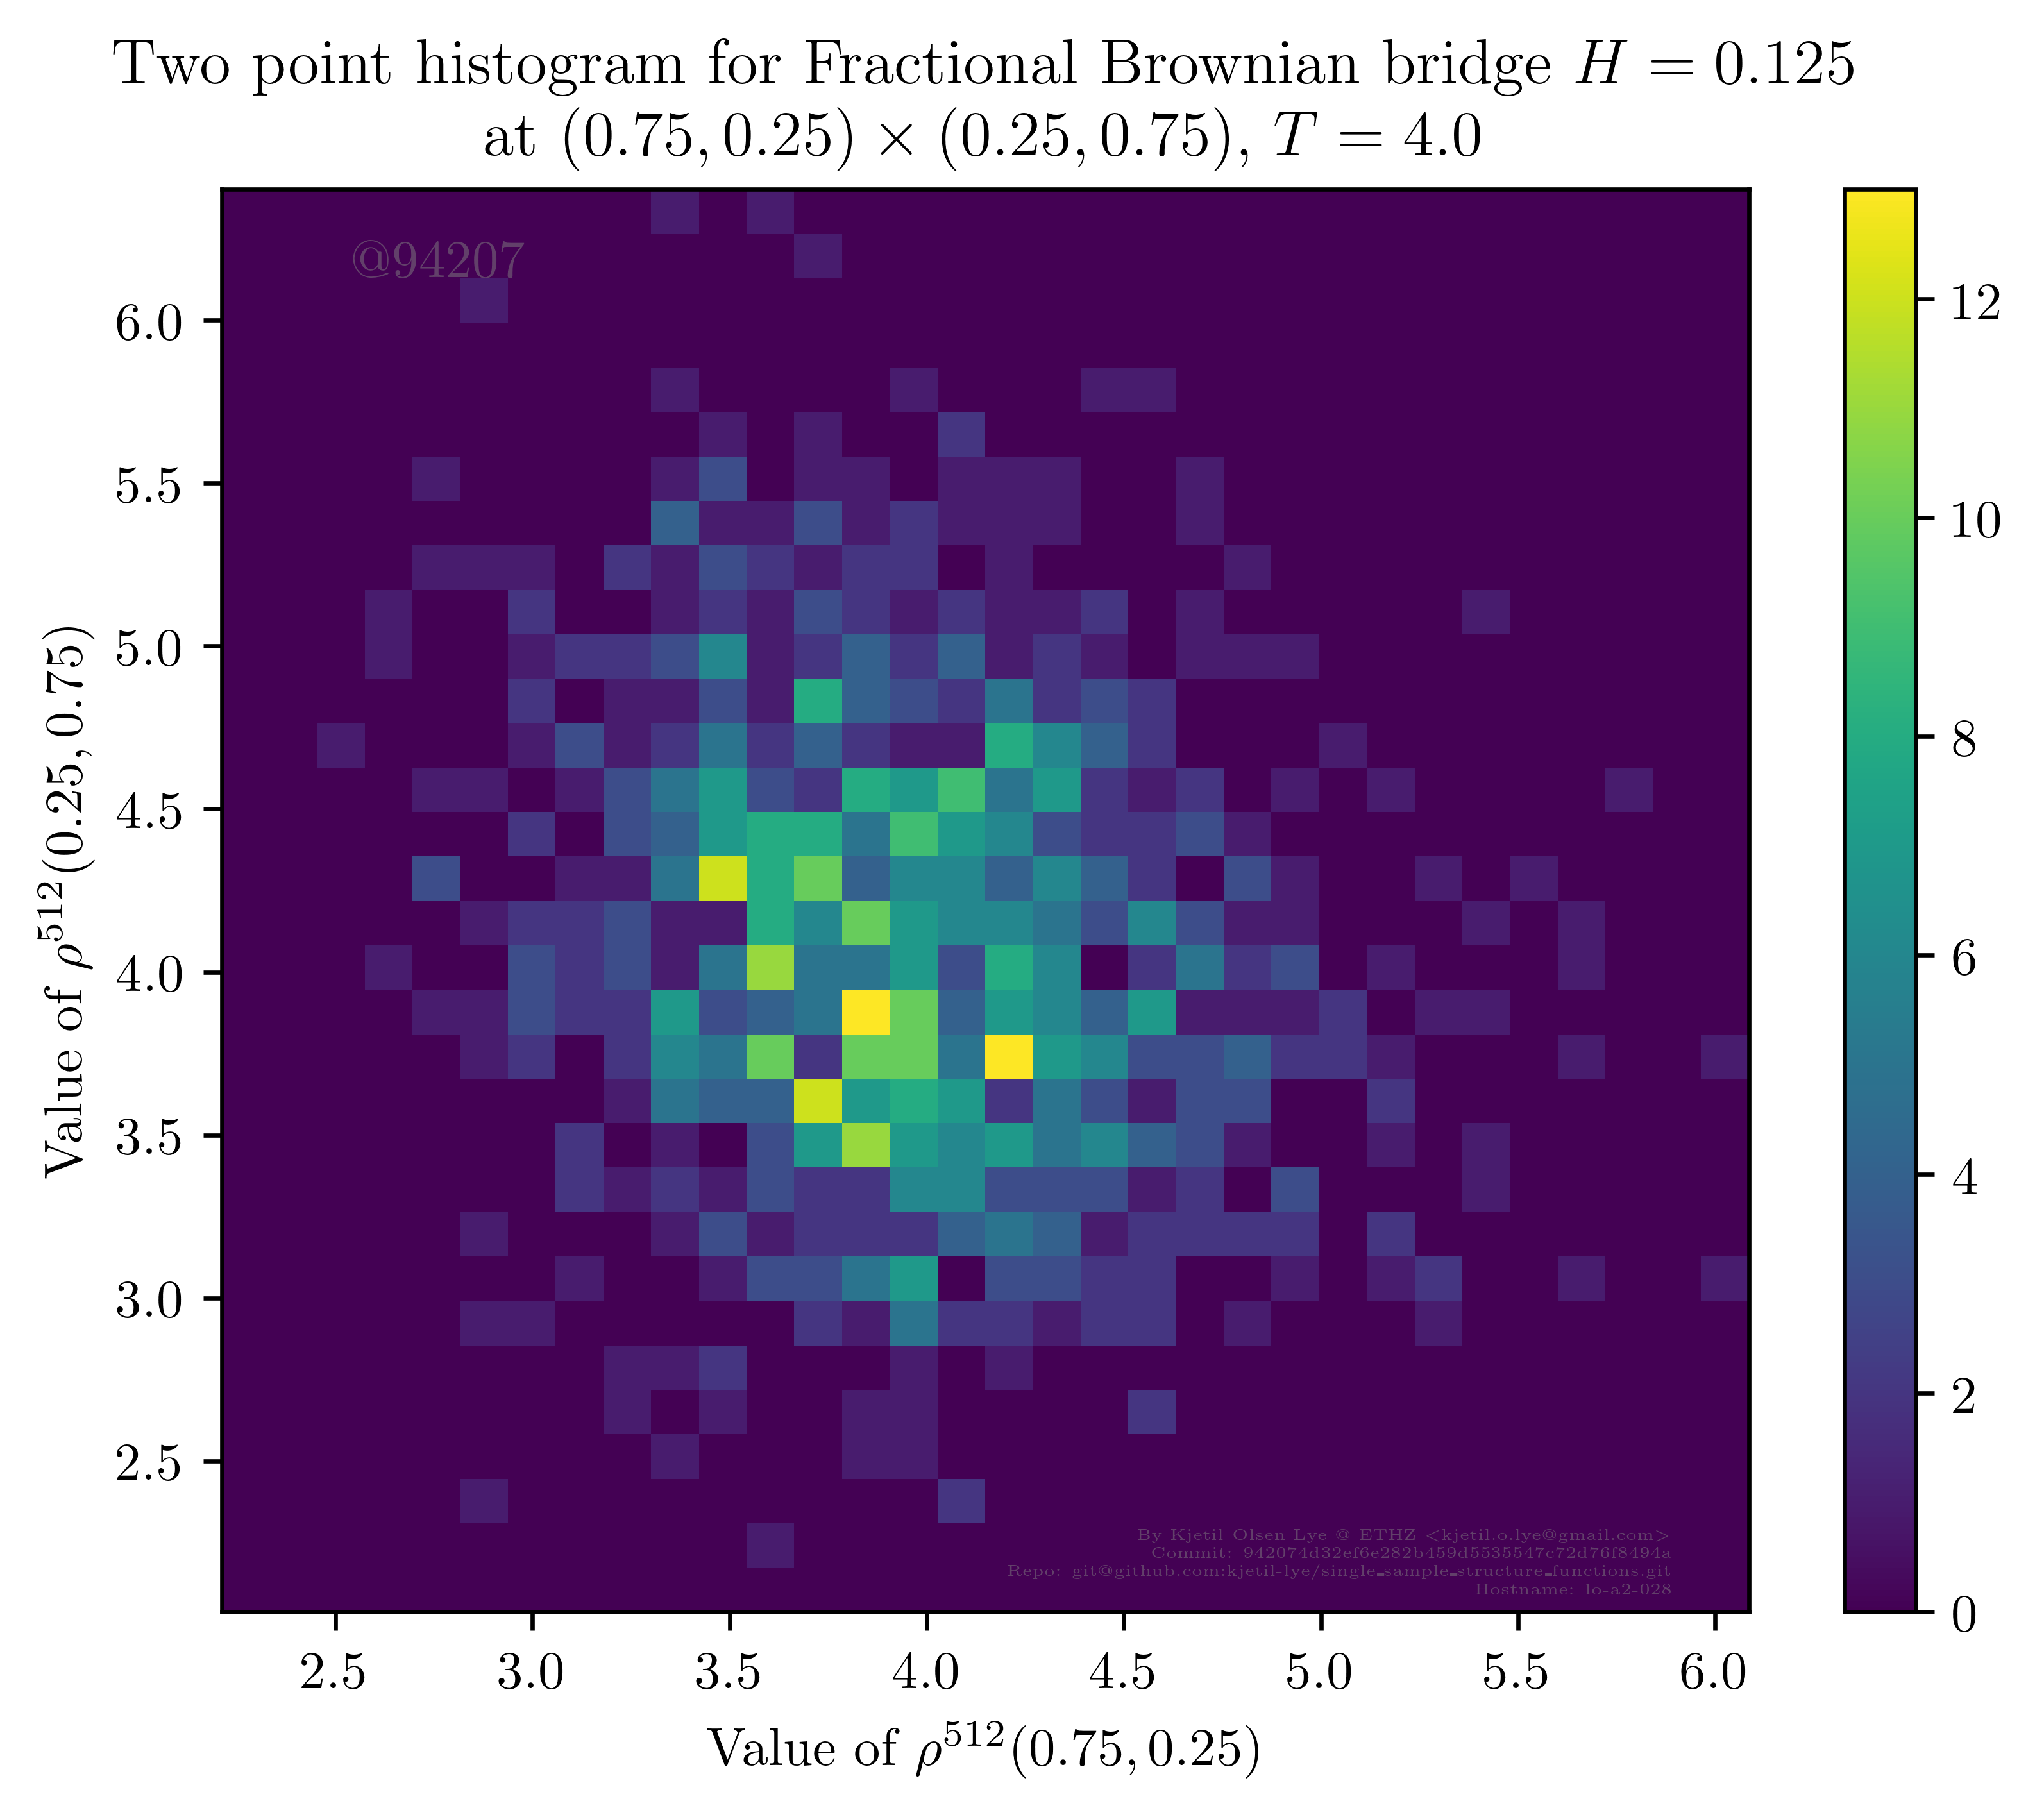 Two point histogram for Fractional Brownian bridge H = 0.125
at (0.75, 0.25) × (0.25, 0.75), T = 4.0
@94207
Value of ρ^512(0.25, 0.75)
6.0
5.5
5.0
4.5
4.0
3.5
3.0
2.5
2.5 3.0 3.5 4.0 4.5 5.0 5.5 6.0
Value of ρ^512(0.75, 0.25)
12
10
8
6
4
2
0
By Kjetil Olsen Lye @ ETHZ <kjetil.o.lye@gmail.com>
Commit: 942074d32ef6e282b459d5535547c72d76f8494a
Repo: git@github.com:kjetil-lye/single_sample_structure_functions.git
Hostname: lo-a2-028